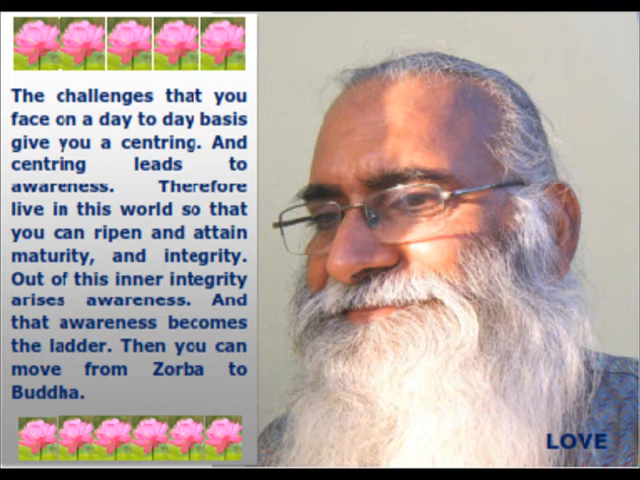 The challenges that you
face on a day to day basis
give you a centring. And
centring leads to
awareness. Therefore
live in this world so that
you can ripen and attain
maturity, and integrity.
Out of this inner integrity
arises awareness. And
that awareness becomes
the ladder. Then you can
move from Zorba to
Buddha.
LOVE